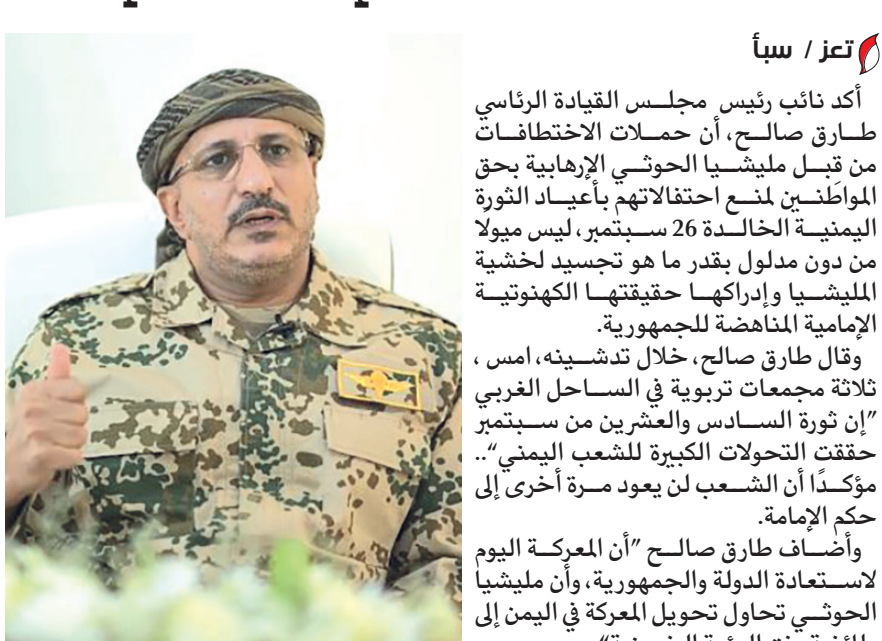 تعز / سبأ
أكد نائب رئيس مجلس القيادة الرئاسي
طارق صالح، أن حملات الاختطافات
من قبل مليشيا الحوثي الإرهابية بحق
المواطَنين لمنع احتفالاتهم بأعياد الثورة
اليمنية الخالدة 26 سبتمبر، ليس ميولًا
من دون مدلول بقدر ما هو تجسيد لخشية
المليشيا وإدراكها حقيقتها الكهنوتية
الإمامية المناهضة للجمهورية.
وقال طارق صالح، خلال تدشينه، امس ،
ثلاثة مجمعات تربوية في الساحل الغربي
"إن ثورة السادس والعشرين من سبتمبر
حققت التحولات الكبيرة للشعب اليمني"..
مؤكدًا أن الشعب لن يعود مرة أخرى إلى
حكم الإمامة.
وأضاف طارق صالح "أن المعركة اليوم
لاستعادة الدولة والجمهورية، وأن مليشيا
الحوثي تحاول تحويل المعركة في اليمن إلى